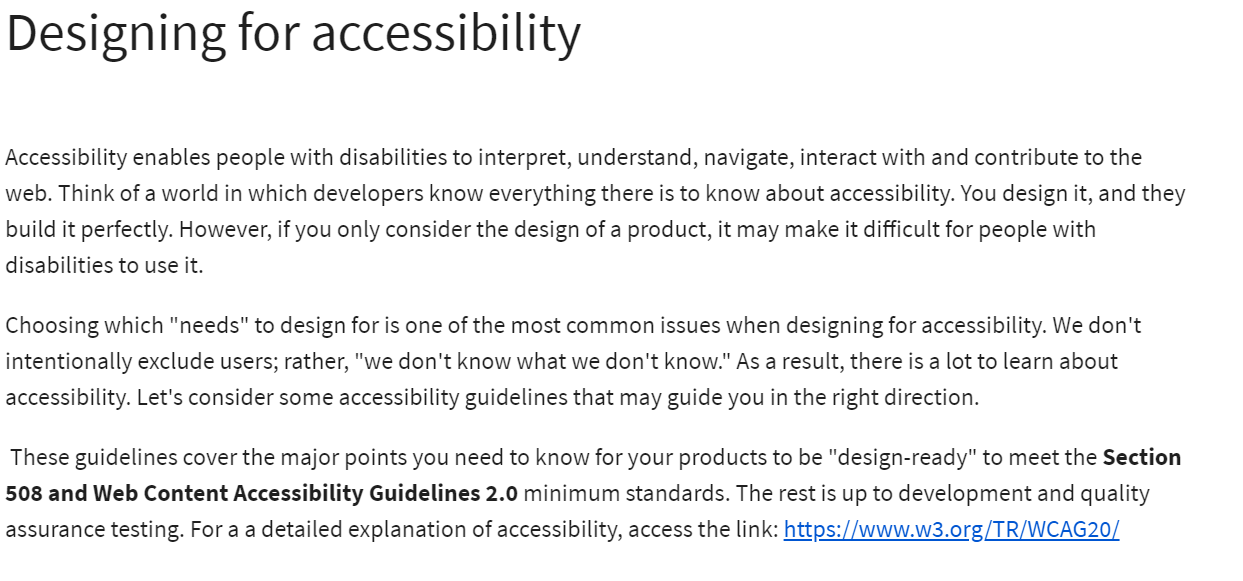 Designing for accessibility
Accessibility enables people with disabilities to interpret, understand, navigate, interact with and contribute to the
web. Think of a world in which developers know everything there is to know about accessibility. You design it, and they
build it perfectly. However, if you only consider the design of a product, it may make it difficult for people with
disabilities to use it.
Choosing which "needs" to design for is one of the most common issues when designing for accessibility. We don't
intentionally exclude users; rather, "we don't know what we don't know." As a result, there is a lot to learn about
accessibility. Let's consider some accessibility guidelines that may guide you in the right direction.
These guidelines cover the major points you need to know for your products to be "design-ready" to meet the Section
508 and Web Content Accessibility Guidelines 2.0 minimum standards. The rest is up to development and quality
assurance testing. For a a detailed explanation of accessibility, access the link: https://www.w3.org/TR/WCAG20/